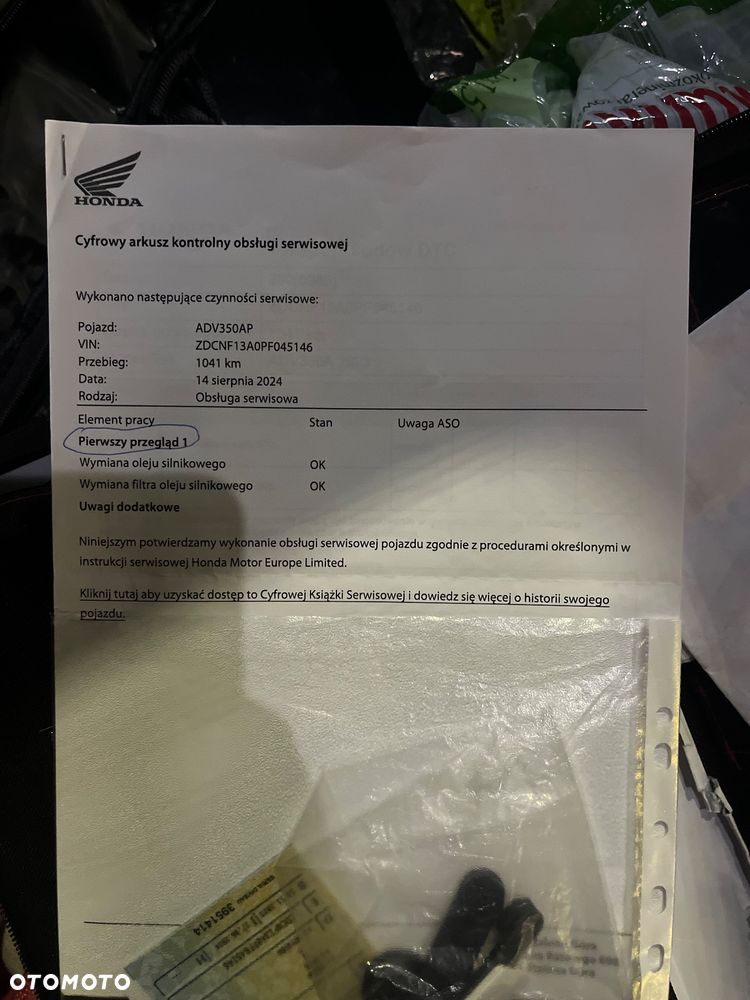 HONDA
Cyfrowy arkusz kontrolny obsługi serwisowej
Wykonano następujące czynności serwisowe:
Pojazd: ADV350AP
VIN: ZDCNF13A0PF045146
Przebieg: 1041 km
Data: 14 sierpnia 2024
Rodzaj: Obsługa serwisowa
Element pracy Stan Uwaga ASO
Pierwszy przegląd 1
Wymiana oleju silnikowego OK
Wymiana filtra oleju silnikowego OK
Uwagi dodatkowe
Niniejszym potwierdzamy wykonanie obsługi serwisowej pojazdu zgodnie z procedurami określonymi w
instrukcji serwisowej Honda Motor Europe Limited.
Kliknij tutaj aby uzyskać dostęp to Cyfrowej Książki Serwisowej i dowiedz się więcej o historii swojego
pojazdu.
3951414
OTOMOTO